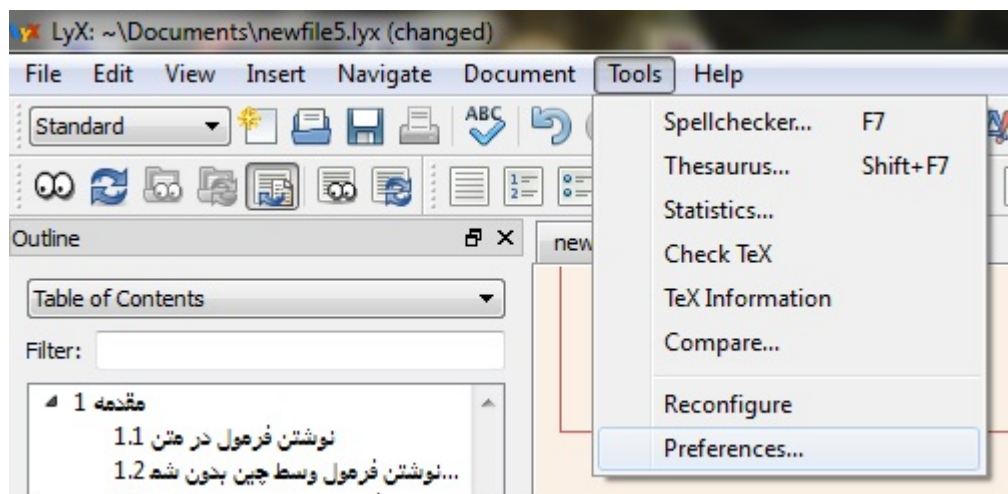 LyX: ~\Documents\newfile5.lyx (changed)
File Edit View Insert Navigate Document Tools Help
Standard ABC
Spellchecker... F7
Thesaurus... Shift+F7
Statistics...
Check TeX
TeX Information
Compare...
Reconfigure
Preferences...
Outline
new
Table of Contents
Filter:
مقدمه 1
نوشتن فرمول در متن 1.1
نوشتن فرمول وسط چین بدون شم 1.2...